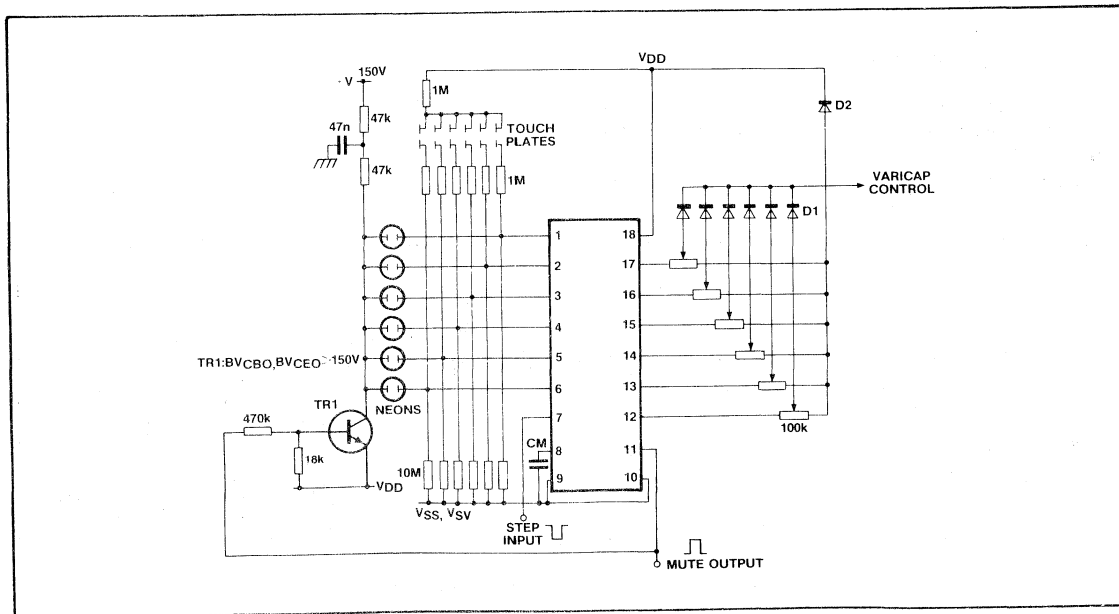 VDD
150V
- V
1M
D2
47k
47n
TOUCH
PLATES
47k
1M
VARICAP
CONTROL
D1
1
18
2
17
3
16
4
15
TR1:BVCBO,BVCEO>150V
5
14
6
13
NEONS
TR1
7
12
100k
470k
CM
8
11
18k
10M
9
10
VDD
VSS, VSV
STEP
INPUT
MUTE OUTPUT